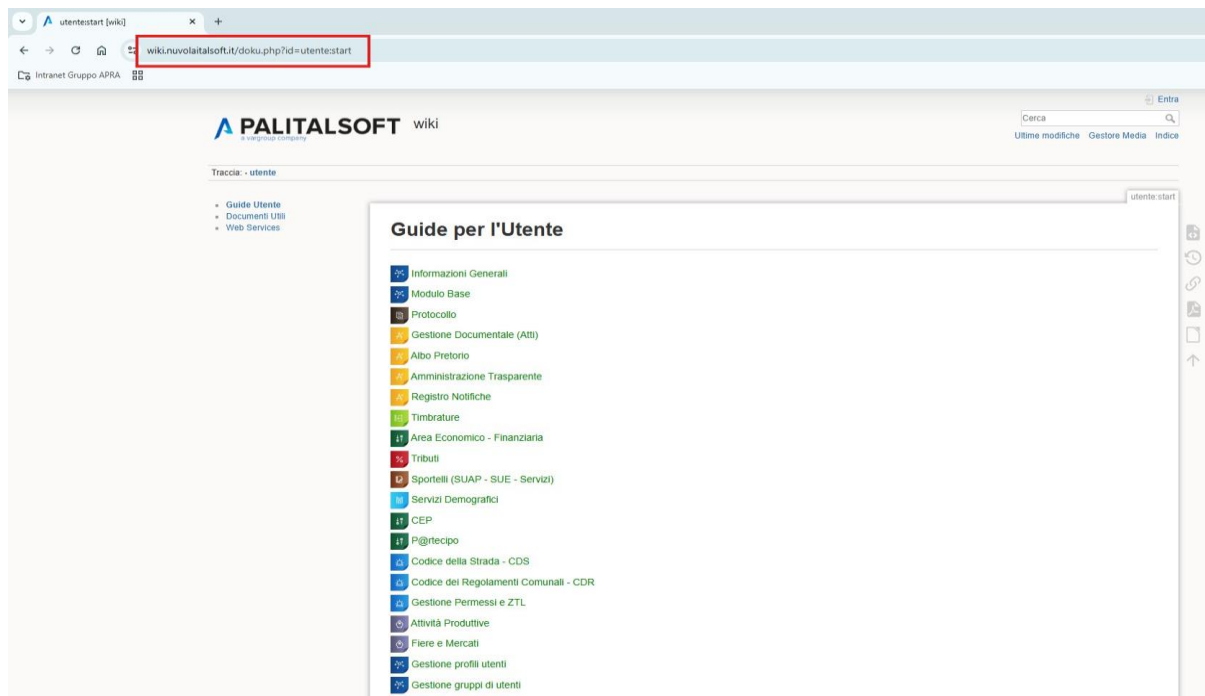 utente:start [wiki]
wiki.nuvolaitalsoft.it/doku.php?id=utente:start
Intranet Gruppo APRA
Entra
PALITALSOFT wiki
a vargroup company
Cerca
Ultime modifiche Gestore Media Indice
Traccia: • utente
utente:start
Guide Utente
Documenti Utili
Web Services
Guide per l'Utente
Informazioni Generali
Modulo Base
Protocollo
Gestione Documentale (Atti)
Albo Pretorio
Amministrazione Trasparente
Registro Notifiche
Timbrature
Area Economico - Finanziaria
Tributi
Sportelli (SUAP - SUE - Servizi)
Servizi Demografici
CEP
P@rtecipo
Codice della Strada - CDS
Codice dei Regolamenti Comunali - CDR
Gestione Permessi e ZTL
Attività Produttive
Fiere e Mercati
Gestione profili utenti
Gestione gruppi di utenti